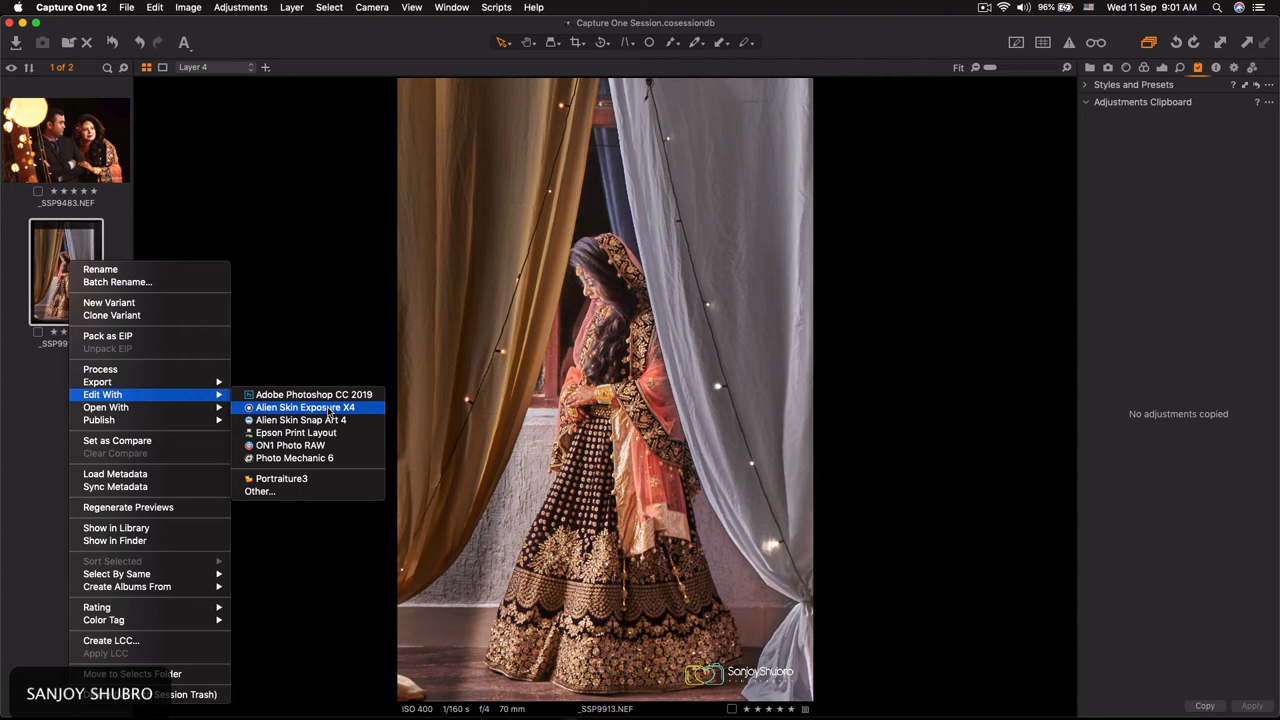 Capture One 12 File Edit Image Adjustments Layer Select Camera View Window Scripts Help 96% Wed 11 Sep 9:01 AM
Capture One Session.cosessiondb
1 of 2 Layer 4 Fit
Styles and Presets ?
Adjustments Clipboard ?
_SSP9483.NEF
Rename
Batch Rename...
New Variant
Clone Variant
Pack as EIP
Unpack EIP
Process
Export
Edit With
Open With
Publish
Set as Compare
Clear Compare
Load Metadata
Sync Metadata
Regenerate Previews
Show in Library
Show in Finder
Sort Selected
Select By Same
Create Albums From
Rating
Color Tag
Create LCC...
Apply LCC
Move to Selects Folder
Session Trash)
Adobe Photoshop CC 2019
Alien Skin Exposure X4
Alien Skin Snap Art 4
Epson Print Layout
ON1 Photo RAW
Photo Mechanic 6
Portraiture3
Other...
No adjustments copied
SanjoyShubro
PHOTOGRAPHY
SANJOY SHUBRO
ISO 400 1/160 s f/4 70 mm _SSP9913.NEF
Copy Apply